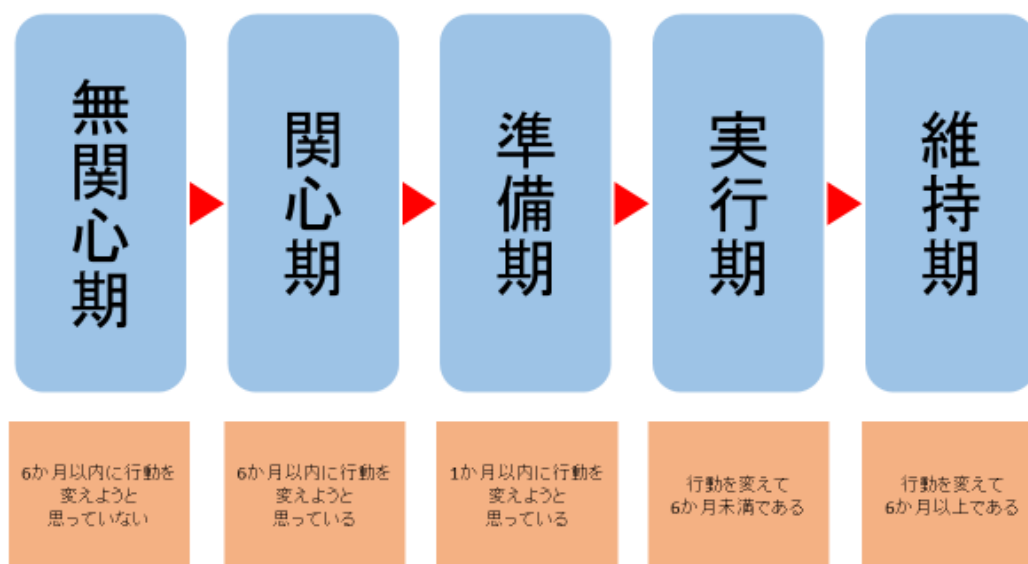 無関心期
関心期
準備期
実行期
維持期
6か月以内に行動を
変えようと
思っていない
6か月以内に行動を
変えようと
思っている
1か月以内に行動を
変えようと
思っている
行動を変えて
6か月未満である
行動を変えて
6か月以上である